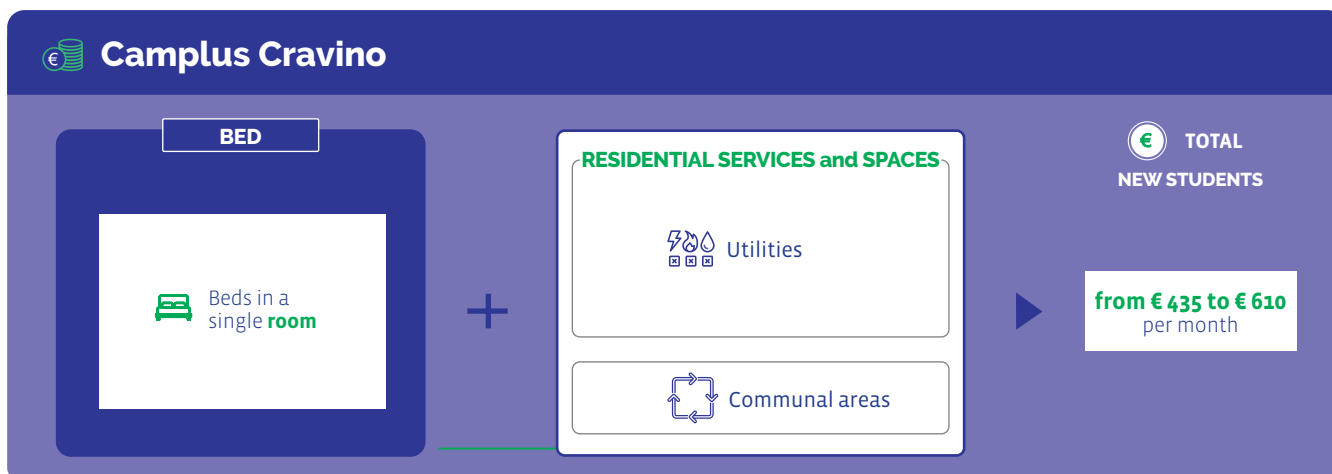 € Camplus Cravino
BED
Beds in a
single room
+
RESIDENTIAL SERVICES and SPACES
Utilities
Communal areas
€ TOTAL
NEW STUDENTS
from € 435 to € 610
per month